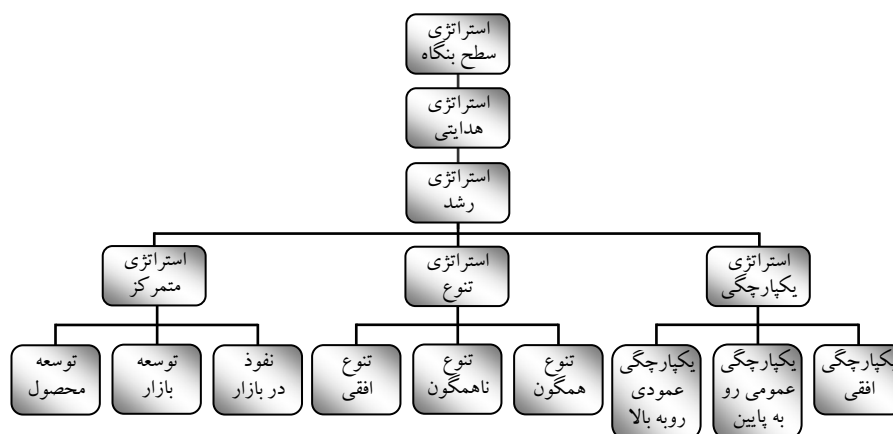 استراتژی
سطح بنگاه
استراتژی
هدایتی
استراتژی
رشد
استراتژی
یکپارچگی
استراتژی
تنوع
استراتژی
متمرکز
یکپارچگی
افقی
یکپارچگی
عمومی رو
به پایین
یکپارچگی
عمودی
روبه بالا
تنوع
همگون
تنوع
ناهمگون
تنوع
افقی
نفوذ
در بازار
توسعه
بازار
توسعه
محصول